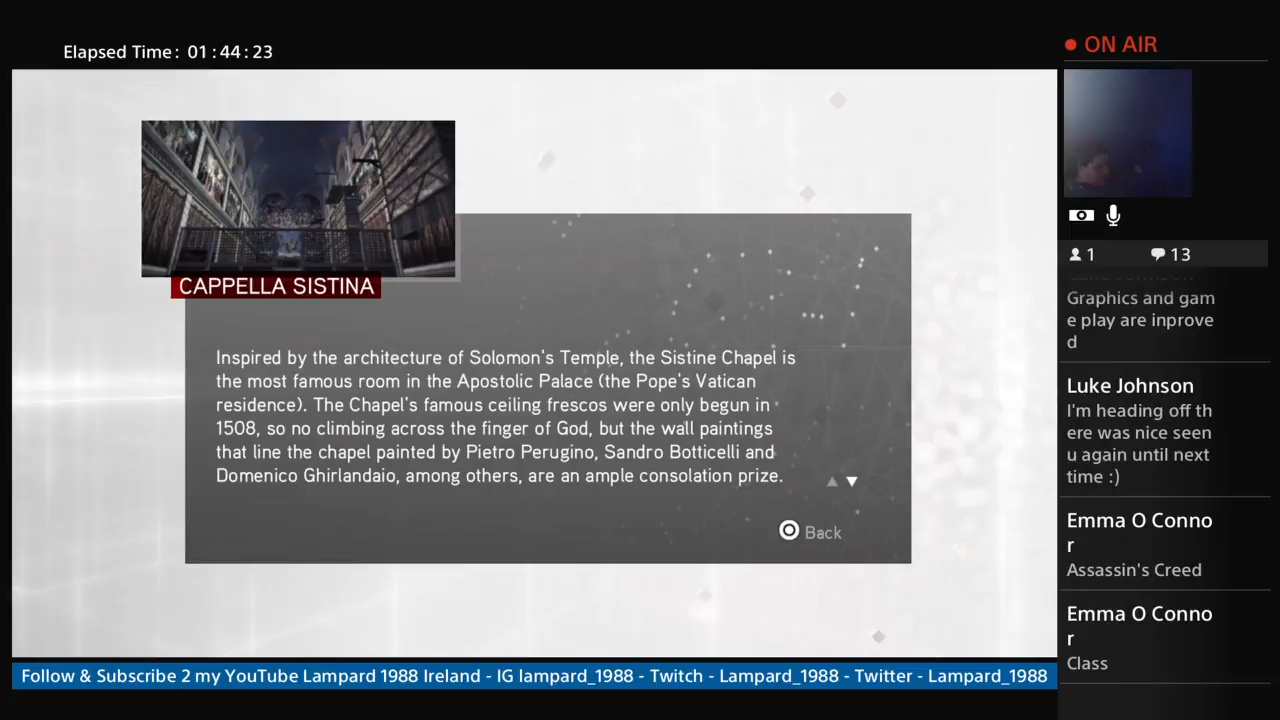 Elapsed Time: 01:44:23
ON AIR
CAPPELLA SISTINA
Inspired by the architecture of Solomon's Temple, the Sistine Chapel is
the most famous room in the Apostolic Palace (the Pope's Vatican
residence). The Chapel's famous ceiling frescos were only begun in
1508, so no climbing across the finger of God, but the wall paintings
that line the chapel painted by Pietro Perugino, Sandro Botticelli and
Domenico Ghirlandaio, among others, are an ample consolation prize.
Back
1
13
Graphics and gam
e play are inprove
d
Luke Johnson
I'm heading off th
ere was nice seen
u again until next
time :)
Emma O Conno
r
Assassin's Creed
Emma O Conno
r
Class
Follow & Subscribe 2 my YouTube Lampard 1988 Ireland - IG lampard_1988 - Twitch - Lampard_1988 - Twitter - Lampard_1988